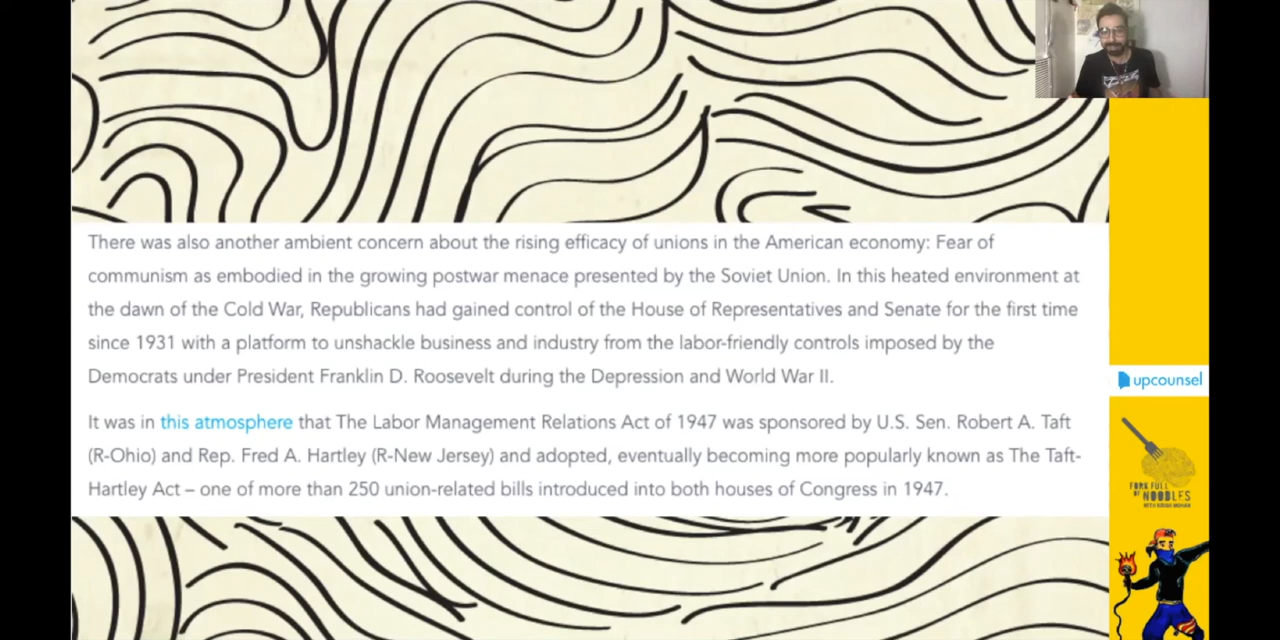 There was also another ambient concern about the rising efficacy of unions in the American economy: Fear of
communism as embodied in the growing postwar menace presented by the Soviet Union. In this heated environment at
the dawn of the Cold War, Republicans had gained control of the House of Representatives and Senate for the first time
since 1931 with a platform to unshackle business and industry from the labor-friendly controls imposed by the
Democrats under President Franklin D. Roosevelt during the Depression and World War II.
It was in this atmosphere that The Labor Management Relations Act of 1947 was sponsored by U.S. Sen. Robert A. Taft
(R-Ohio) and Rep. Fred A. Hartley (R-New Jersey) and adopted, eventually becoming more popularly known as The Taft-
Hartley Act – one of more than 250 union-related bills introduced into both houses of Congress in 1947.
upcounsel
FORK FULL
OF NOODLES